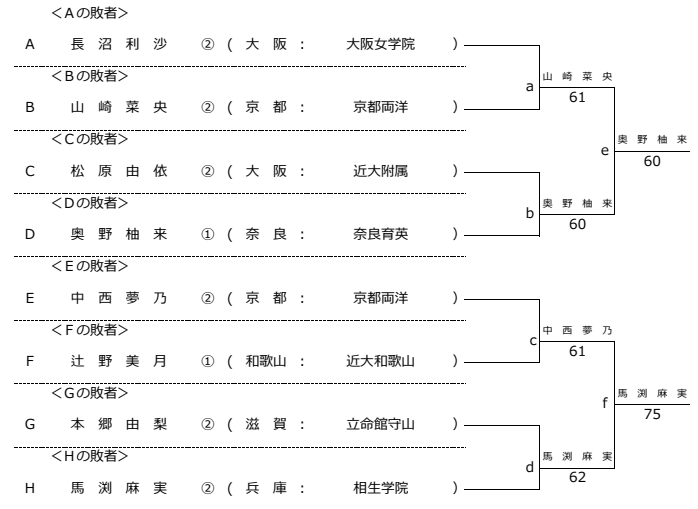 ＜Aの敗者＞
A 長 沼 利 沙 ② ( 大 阪 : 大阪女学院 )
＜Bの敗者＞
a 山 崎 菜 央
61
B 山 崎 菜 央 ② ( 京 都 : 京都両洋 )
＜Cの敗者＞
e 奥 野 柚 来
60
C 松 原 由 依 ② ( 大 阪 : 近大附属 )
＜Dの敗者＞
b 奥 野 柚 来
60
D 奥 野 柚 来 ① ( 奈 良 : 奈良育英 )
＜Eの敗者＞
E 中 西 夢 乃 ② ( 京 都 : 京都両洋 )
＜Fの敗者＞
c 中 西 夢 乃
61
F 辻 野 美 月 ① ( 和歌山 : 近大和歌山 )
＜Gの敗者＞
f 馬 渕 麻 実
75
G 本 郷 由 梨 ② ( 滋 賀 : 立命館守山 )
＜Hの敗者＞
d 馬 渕 麻 実
62
H 馬 渕 麻 実 ② ( 兵 庫 : 相生学院 )